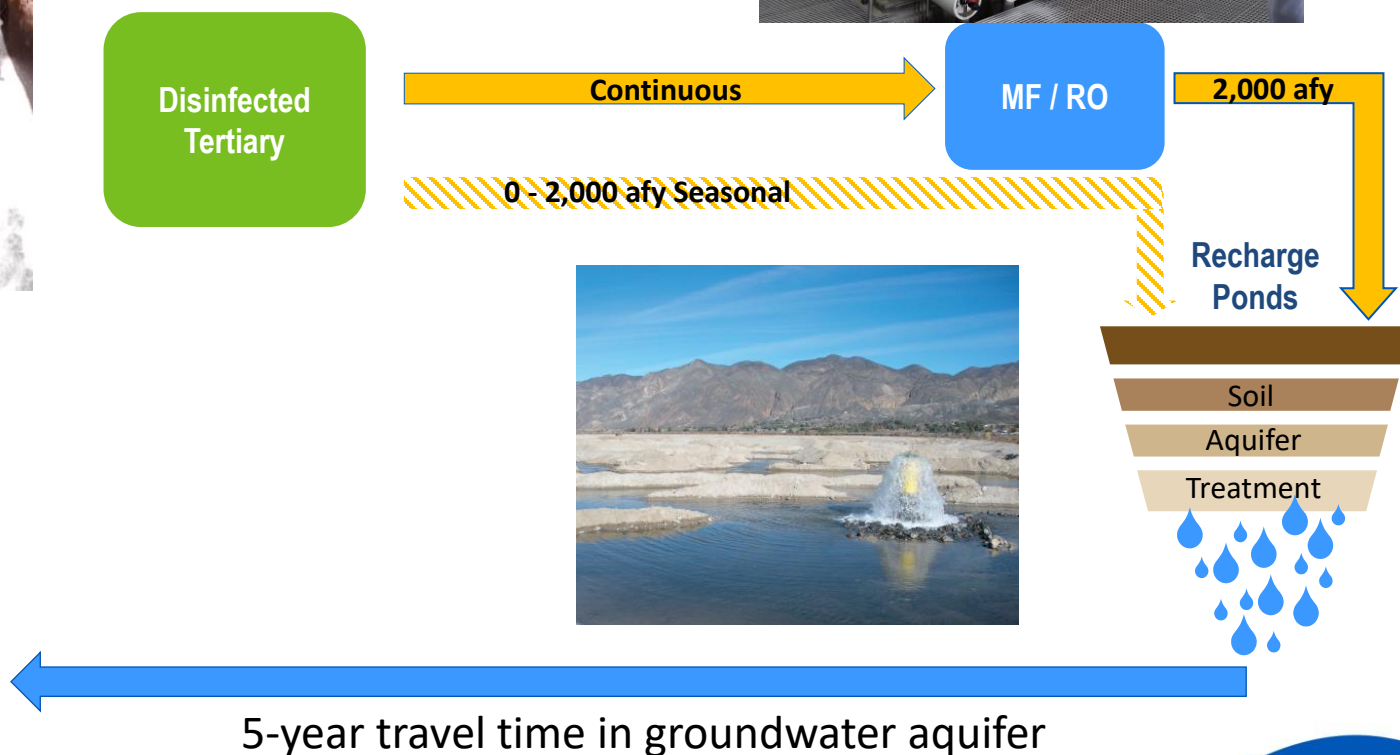 Disinfected
Tertiary
Continuous
MF / RO
2,000 afy
0 - 2,000 afy Seasonal
Recharge
Ponds
Soil
Aquifer
Treatment
5-year travel time in groundwater aquifer